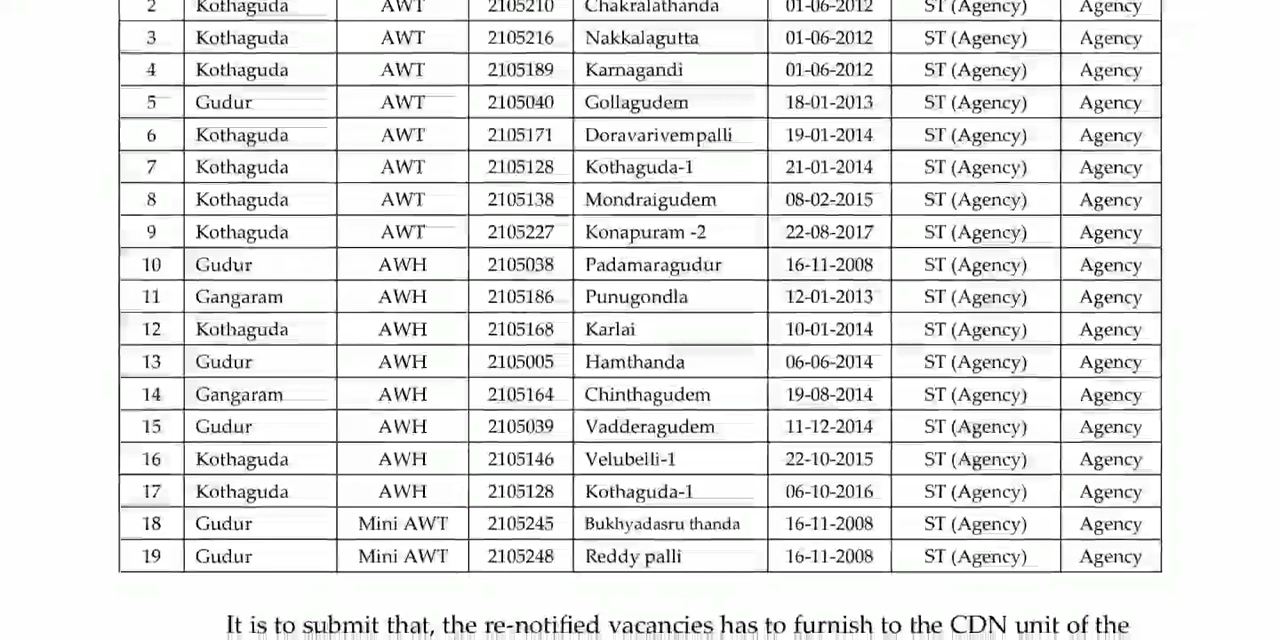 2 Kothaguda AWT 2105210 Chakralathanda 01-06-2012 ST (Agency) Agency
3 Kothaguda AWT 2105216 Nakkalagutta 01-06-2012 ST (Agency) Agency
4 Kothaguda AWT 2105189 Karnagandi 01-06-2012 ST (Agency) Agency
5 Gudur AWT 2105040 Gollagudem 18-01-2013 ST (Agency) Agency
6 Kothaguda AWT 2105171 Doravarivempalli 19-01-2014 ST (Agency) Agency
7 Kothaguda AWT 2105128 Kothaguda-1 21-01-2014 ST (Agency) Agency
8 Kothaguda AWT 2105138 Mondraigudem 08-02-2015 ST (Agency) Agency
9 Kothaguda AWT 2105227 Konapuram -2 22-08-2017 ST (Agency) Agency
10 Gudur AWH 2105038 Padamaragudur 16-11-2008 ST (Agency) Agency
11 Gangaram AWH 2105186 Punugondla 12-01-2013 ST (Agency) Agency
12 Kothaguda AWH 2105168 Karlai 10-01-2014 ST (Agency) Agency
13 Gudur AWH 2105005 Hamthanda 06-06-2014 ST (Agency) Agency
14 Gangaram AWH 2105164 Chinthagudem 19-08-2014 ST (Agency) Agency
15 Gudur AWH 2105039 Vadderagudem 11-12-2014 ST (Agency) Agency
16 Kothaguda AWH 2105146 Velubelli-1 22-10-2015 ST (Agency) Agency
17 Kothaguda AWH 2105128 Kothaguda-1 06-10-2016 ST (Agency) Agency
18 Gudur Mini AWT 2105245 Bukhyadasru thanda 16-11-2008 ST (Agency) Agency
19 Gudur Mini AWT 2105248 Reddy palli 16-11-2008 ST (Agency) Agency
It is to submit that, the re-notified vacancies has to furnish to the CDN unit of the